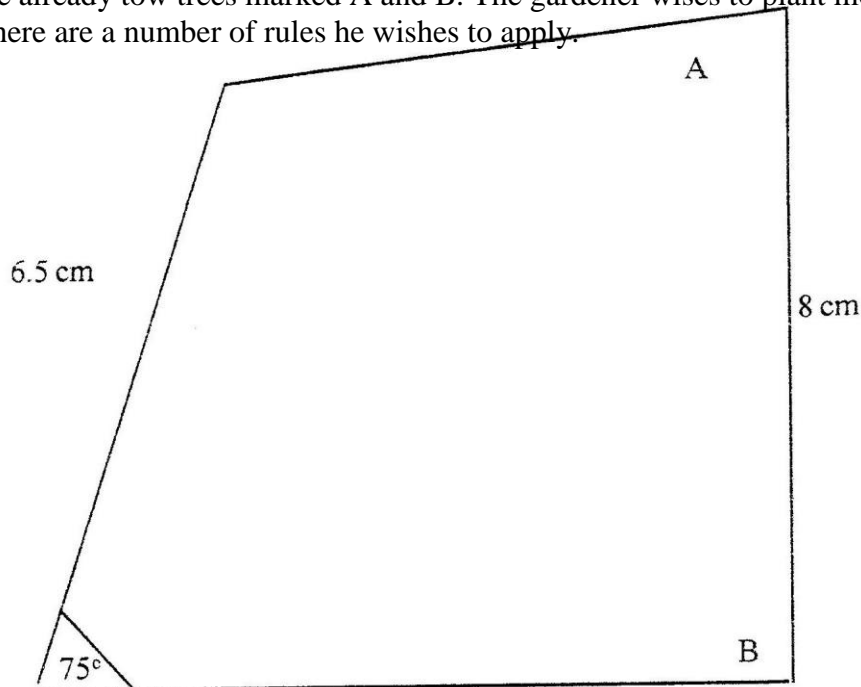 already tow trees marked A and B. The gardener wises to plant
here are a number of rules he wishes to apply.
A
6.5 cm
8 cm
B
75°